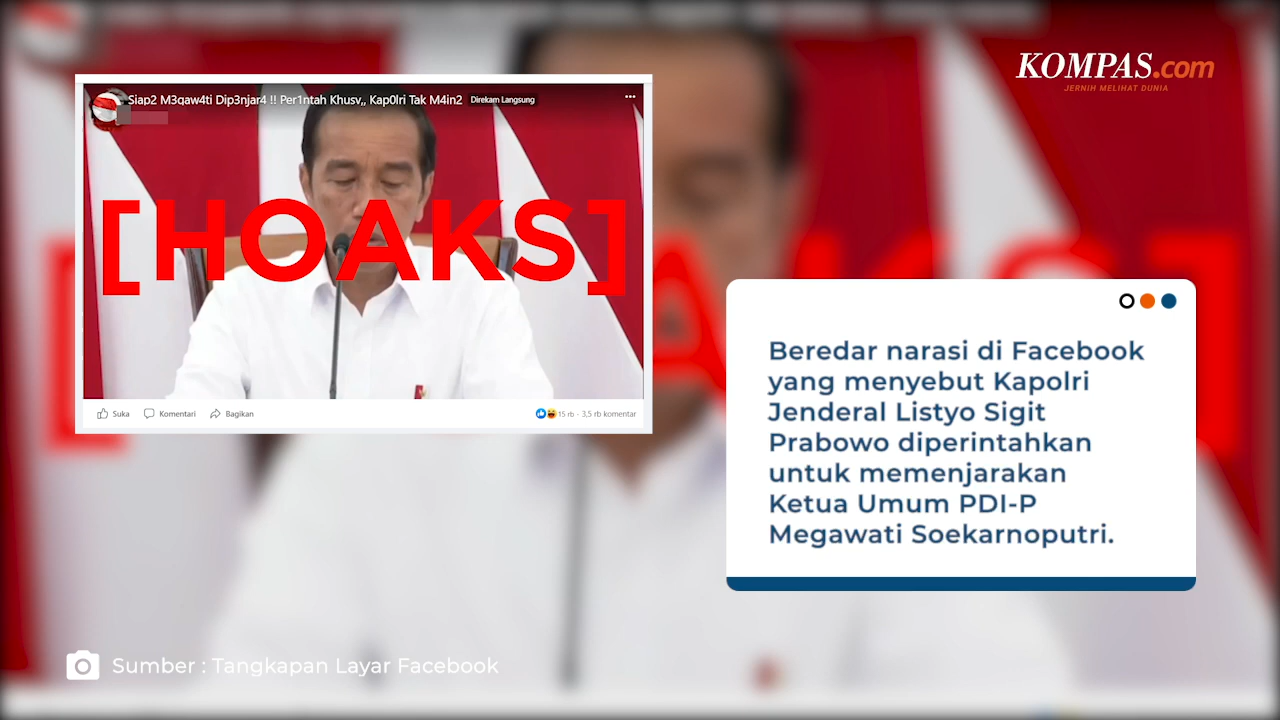 KOMPAS.com
JERNIH MELIHAT DUNIA
Siap2 M3gaw4ti Dip3njar4 !! Per1ntah Khusv,, Kap0lri Tak M4in2 Direkam Langsung
[HOAKS]
Suka Komentari Bagikan 15 rb - 3,5 rb komentar
Beredar narasi di Facebook
yang menyebut Kapolri
Jenderal Listyo Sigit
Prabowo diperintahkan
untuk memenjarakan
Ketua Umum PDI-P
Megawati Soekarnoputri.
Sumber : Tangkapan Layar Facebook